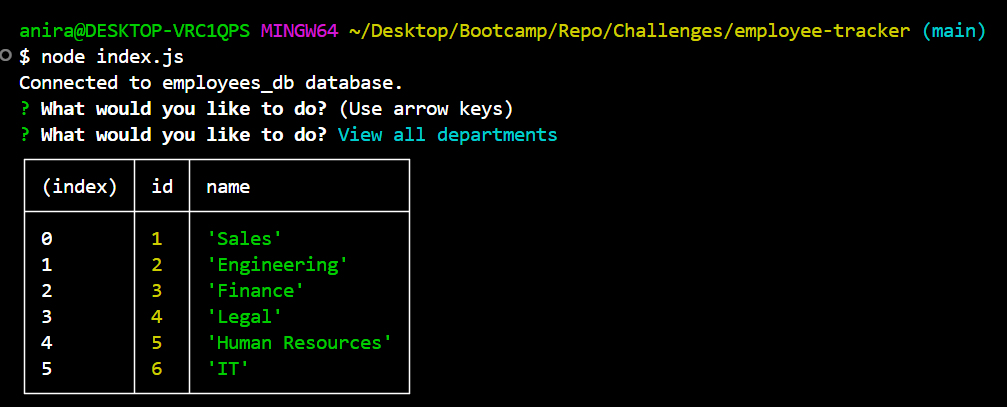 anira@DESKTOP-VRC1QPS MINGW64 ~/Desktop/Bootcamp/Repo/Challenges/employee-tracker (main)
$ node index.js
Connected to employees_db database.
? What would you like to do? (Use arrow keys)
? What would you like to do? View all departments
(index) id name
0 1 'Sales'
1 2 'Engineering'
2 3 'Finance'
3 4 'Legal'
4 5 'Human Resources'
5 6 'IT'